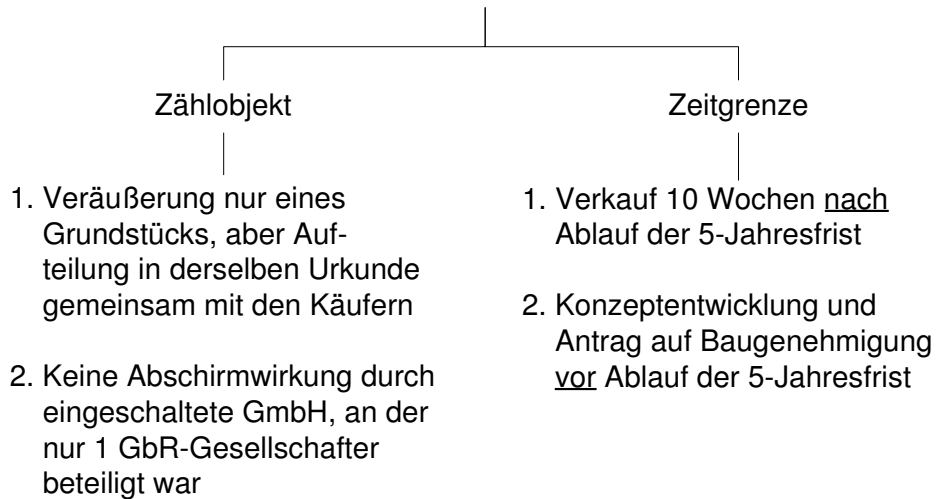 Zählobjekt
1. Veräußerung nur eines
Grundstücks, aber Auf-
teilung in derselben Urkunde
gemeinsam mit den Käufern
2. Keine Abschirmwirkung durch
eingeschaltete GmbH, an der
nur 1 GbR-Gesellschafter
beteiligt war
Zeitgrenze
1. Verkauf 10 Wochen nach
Ablauf der 5-Jahresfrist
2. Konzeptentwicklung und
Antrag auf Baugenehmigung
vor Ablauf der 5-Jahresfrist